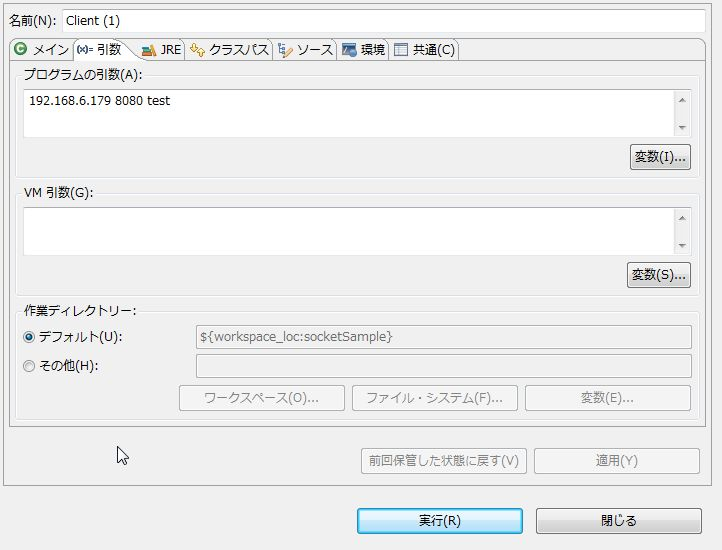 名前(N): Client (1)
メイン (x)= 引数 JRE クラスパス ソース 環境 共通(C)
プログラムの引数(A):
192.168.6.179 8080 test
変数(I)...
VM 引数(G):
変数(S)...
作業ディレクトリー:
デフォルト(U): ${workspace_loc:socketSample}
その他(H):
ワークスペース(O)... ファイル・システム(F)... 変数(E)...
前回保管した状態に戻す(V) 適用(Y)
実行(R) 閉じる